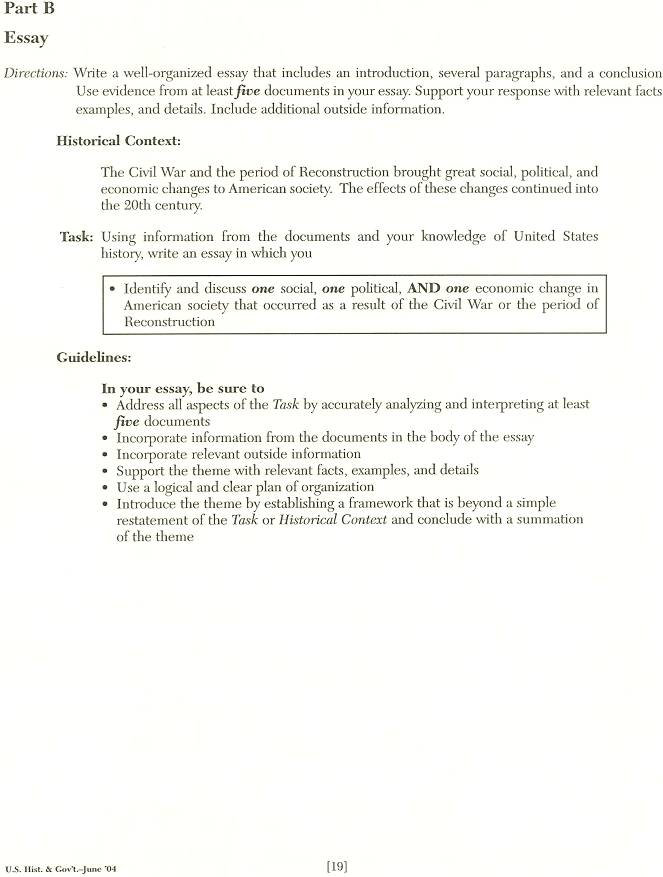 Part B
Essay
Directions: Write a well-organized essay that includes an introduction, several paragraphs, and a conclusion
Use evidence from at least five documents in your essay. Support your response with relevant facts
examples, and details. Include additional outside information.
Historical Context:
The Civil War and the period of Reconstruction brought great social, political, and
economic changes to American society. The effects of these changes continued into
the 20th century.
Task: Using information from the documents and your knowledge of United States
history, write an essay in which you
• Identify and discuss one social, one political, AND one economic change in
American society that occurred as a result of the Civil War or the period of
Reconstruction
Guidelines:
In your essay, be sure to
• Address all aspects of the Task by accurately analyzing and interpreting at least
five documents
• Incorporate information from the documents in the body of the essay
• Incorporate relevant outside information
• Support the theme with relevant facts, examples, and details
• Use a logical and clear plan of organization
• Introduce the theme by establishing a framework that is beyond a simple
restatement of the Task or Historical Context and conclude with a summation
of the theme
U.S. Hist. & Gov't.–June '04
[19]